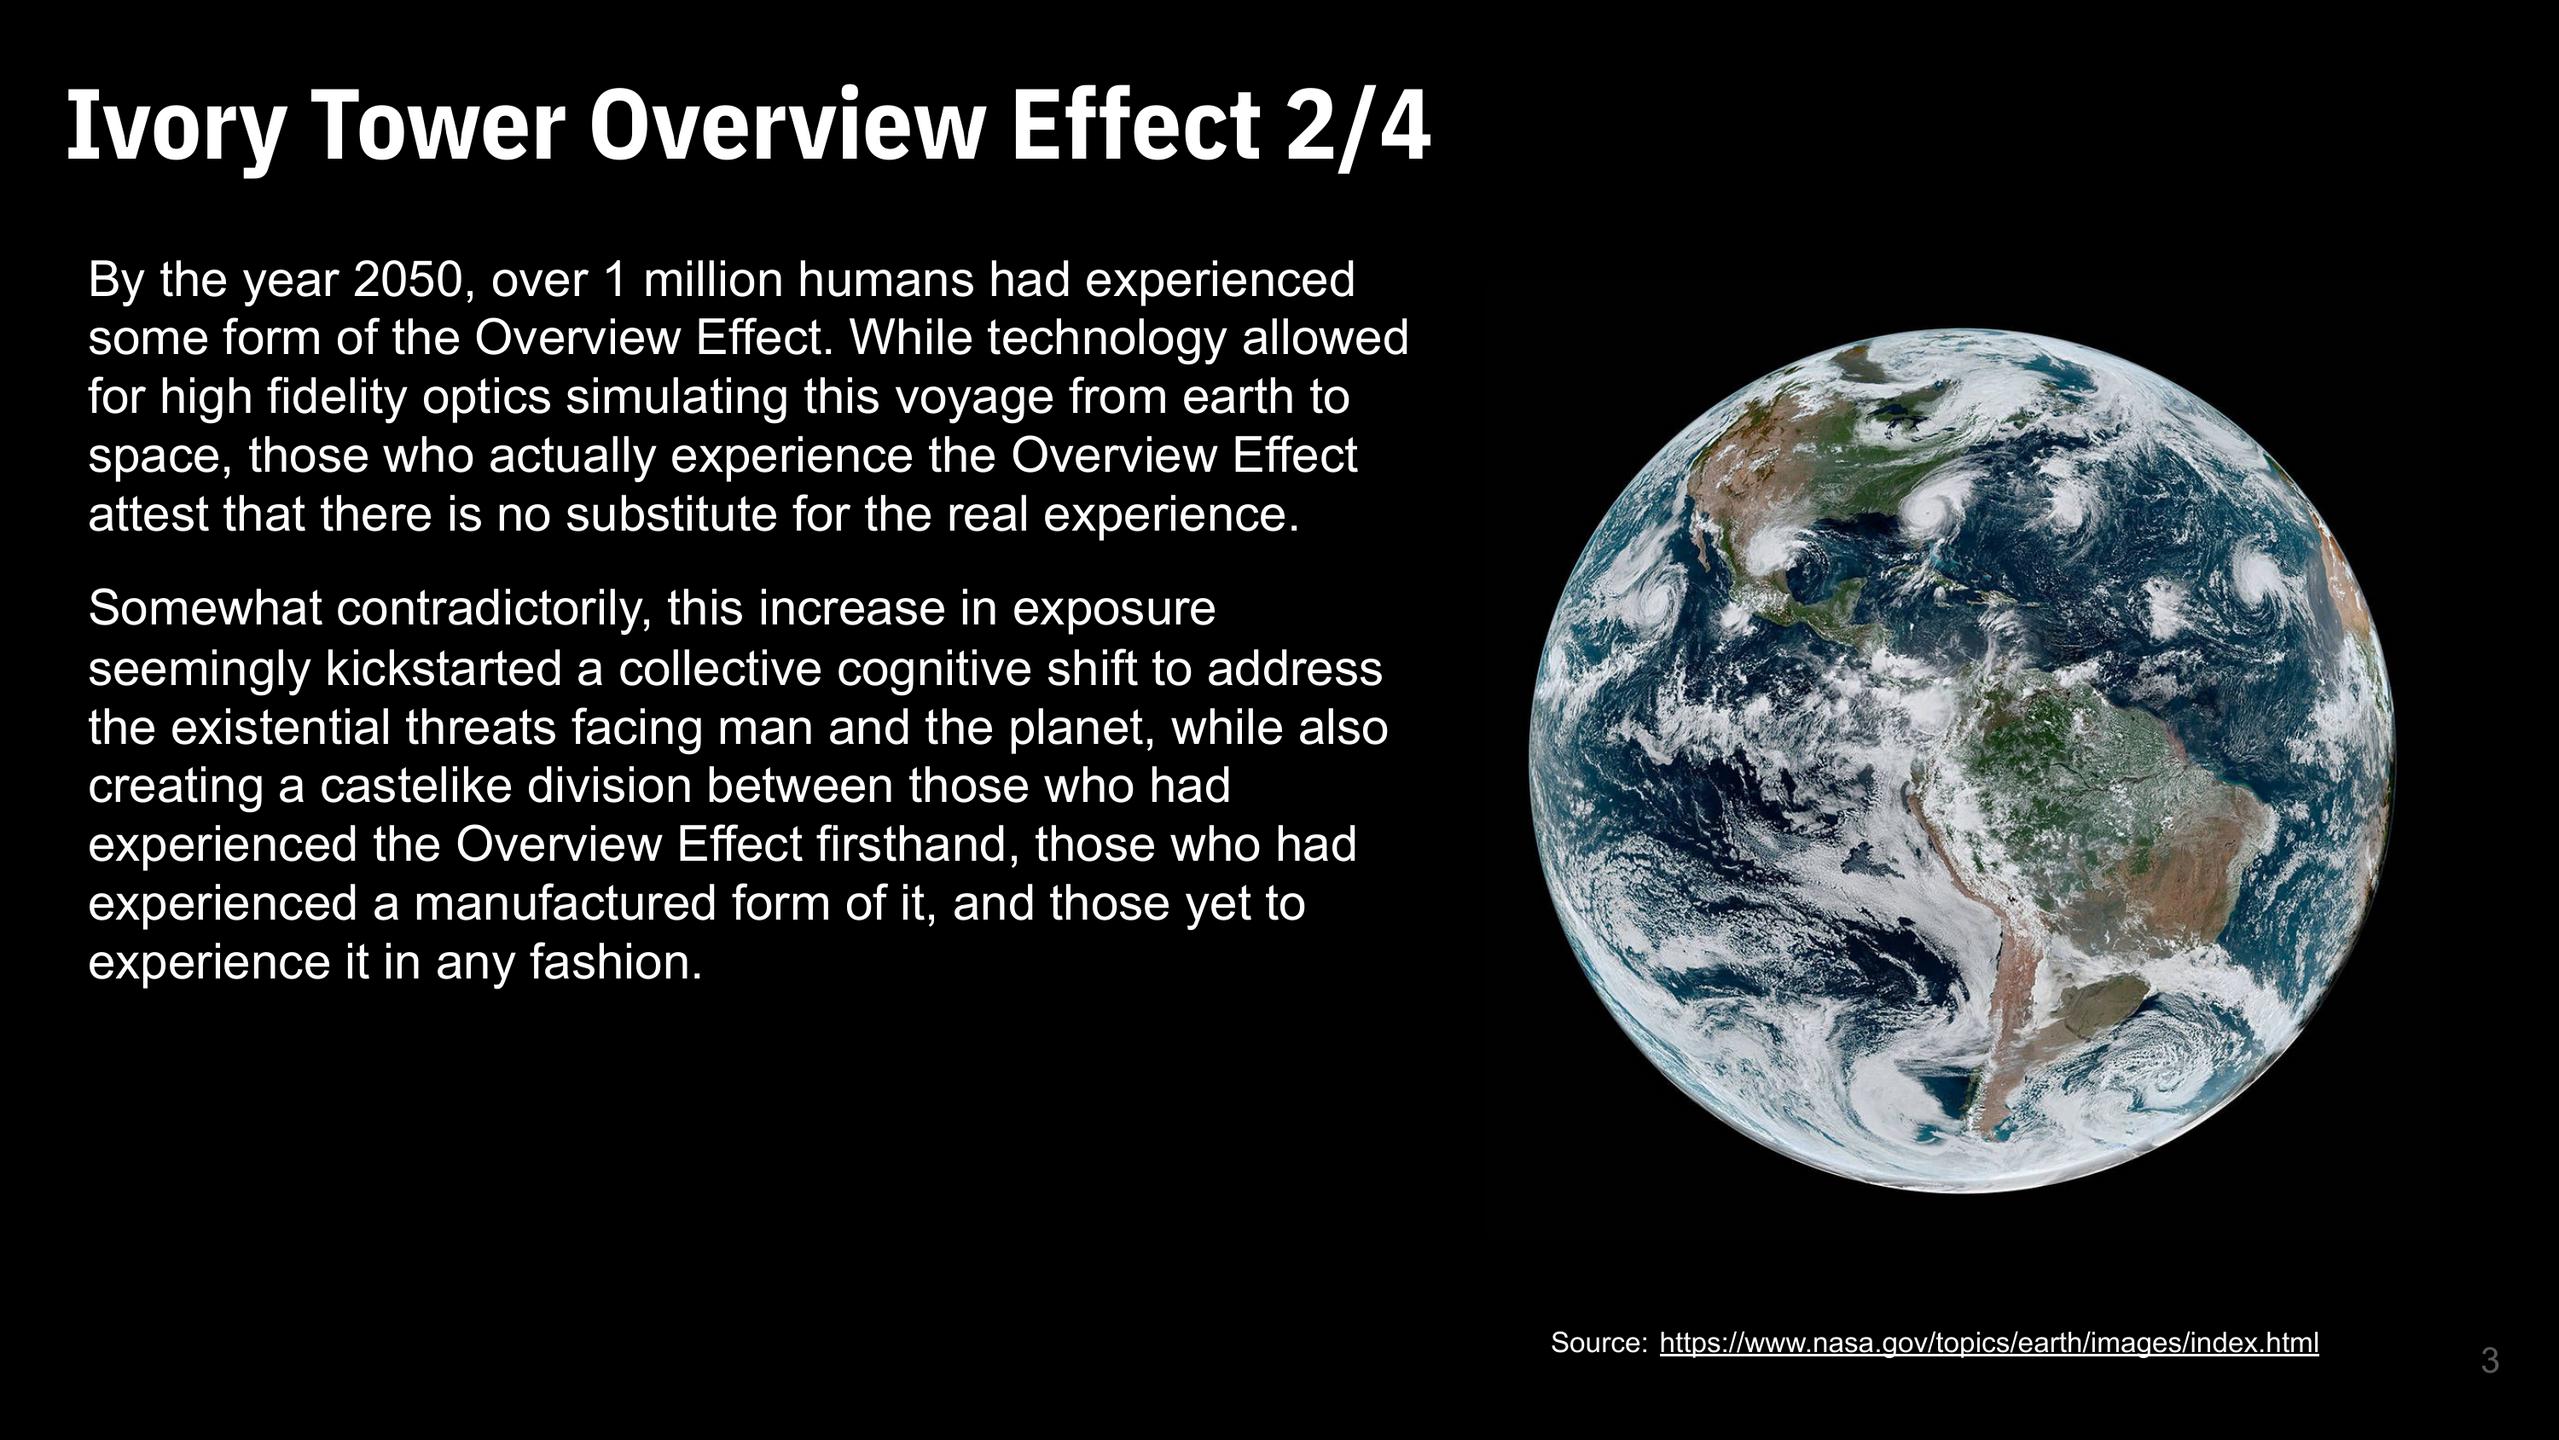 Ivory Tower Overview Effect 2/4
By the year 2050, over 1 million humans had experienced
some form of the Overview Effect. While technology allowed
for high fidelity optics simulating this voyage from earth to
space, those who actually experience the Overview Effect
attest that there is no substitute for the real experience.
Somewhat contradictorily, this increase in exposure
seemingly kickstarted a collective cognitive shift to address
the existential threats facing man and the planet, while also
creating a castelike division between those who had
experienced the Overview Effect firsthand, those who had
experienced a manufactured form of it, and those yet to
experience it in any fashion.
Source: https://www.nasa.gov/topics/earth/images/index.html
3